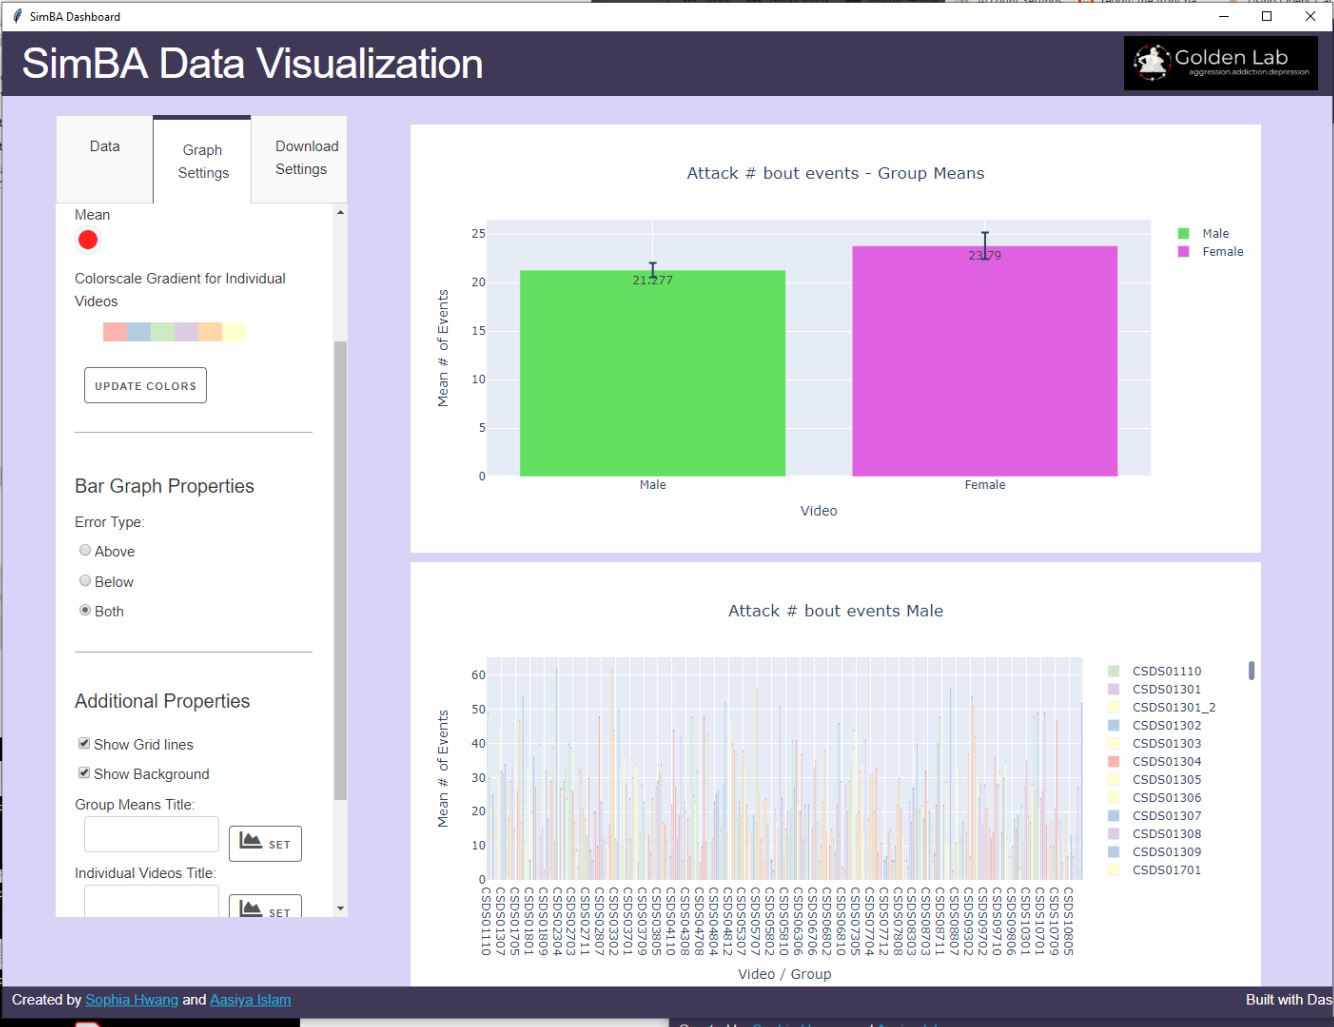 SimBA Dashboard
SimBA Data Visualization
Golden Lab
aggression.addiction.depression
Data
Graph
Settings
Download
Settings
Mean
Colorscale Gradient for Individual
Videos
UPDATE COLORS
Bar Graph Properties
Error Type:
Above
Below
Both
Additional Properties
Show Grid lines
Show Background
Group Means Title:
SET
Individual Videos Title:
SET
Attack # bout events - Group Means
Mean # of Events
25
20
15
10
5
0
21.277
23.79
Male
Female
Video
Male
Female
Attack # bout events Male
Mean # of Events
60
50
40
30
20
10
0
CSDS01110
CSDS01307
CSDS01705
CSDS01801
CSDS01809
CSDS02304
CSDS02703
CSDS02711
CSDS02807
CSDS03302
CSDS03701
CSDS03709
CSDS03805
CSDS04110
CSDS04308
CSDS04708
CSDS04804
CSDS04812
CSDS05307
CSDS05707
CSDS05802
CSDS05810
CSDS06306
CSDS06706
CSDS06802
CSDS06810
CSDS07305
CSDS07704
CSDS07712
CSDS07808
CSDS08303
CSDS08703
CSDS08711
CSDS08807
CSDS09302
CSDS09702
CSDS09710
CSDS09806
CSDS10301
CSDS10701
CSDS10709
CSDS10805
Video / Group
CSDS01110
CSDS01301
CSDS01301_2
CSDS01302
CSDS01303
CSDS01304
CSDS01305
CSDS01306
CSDS01307
CSDS01308
CSDS01309
CSDS01701
Created by Sophia Hwang and Aasiya Islam
Built with Das